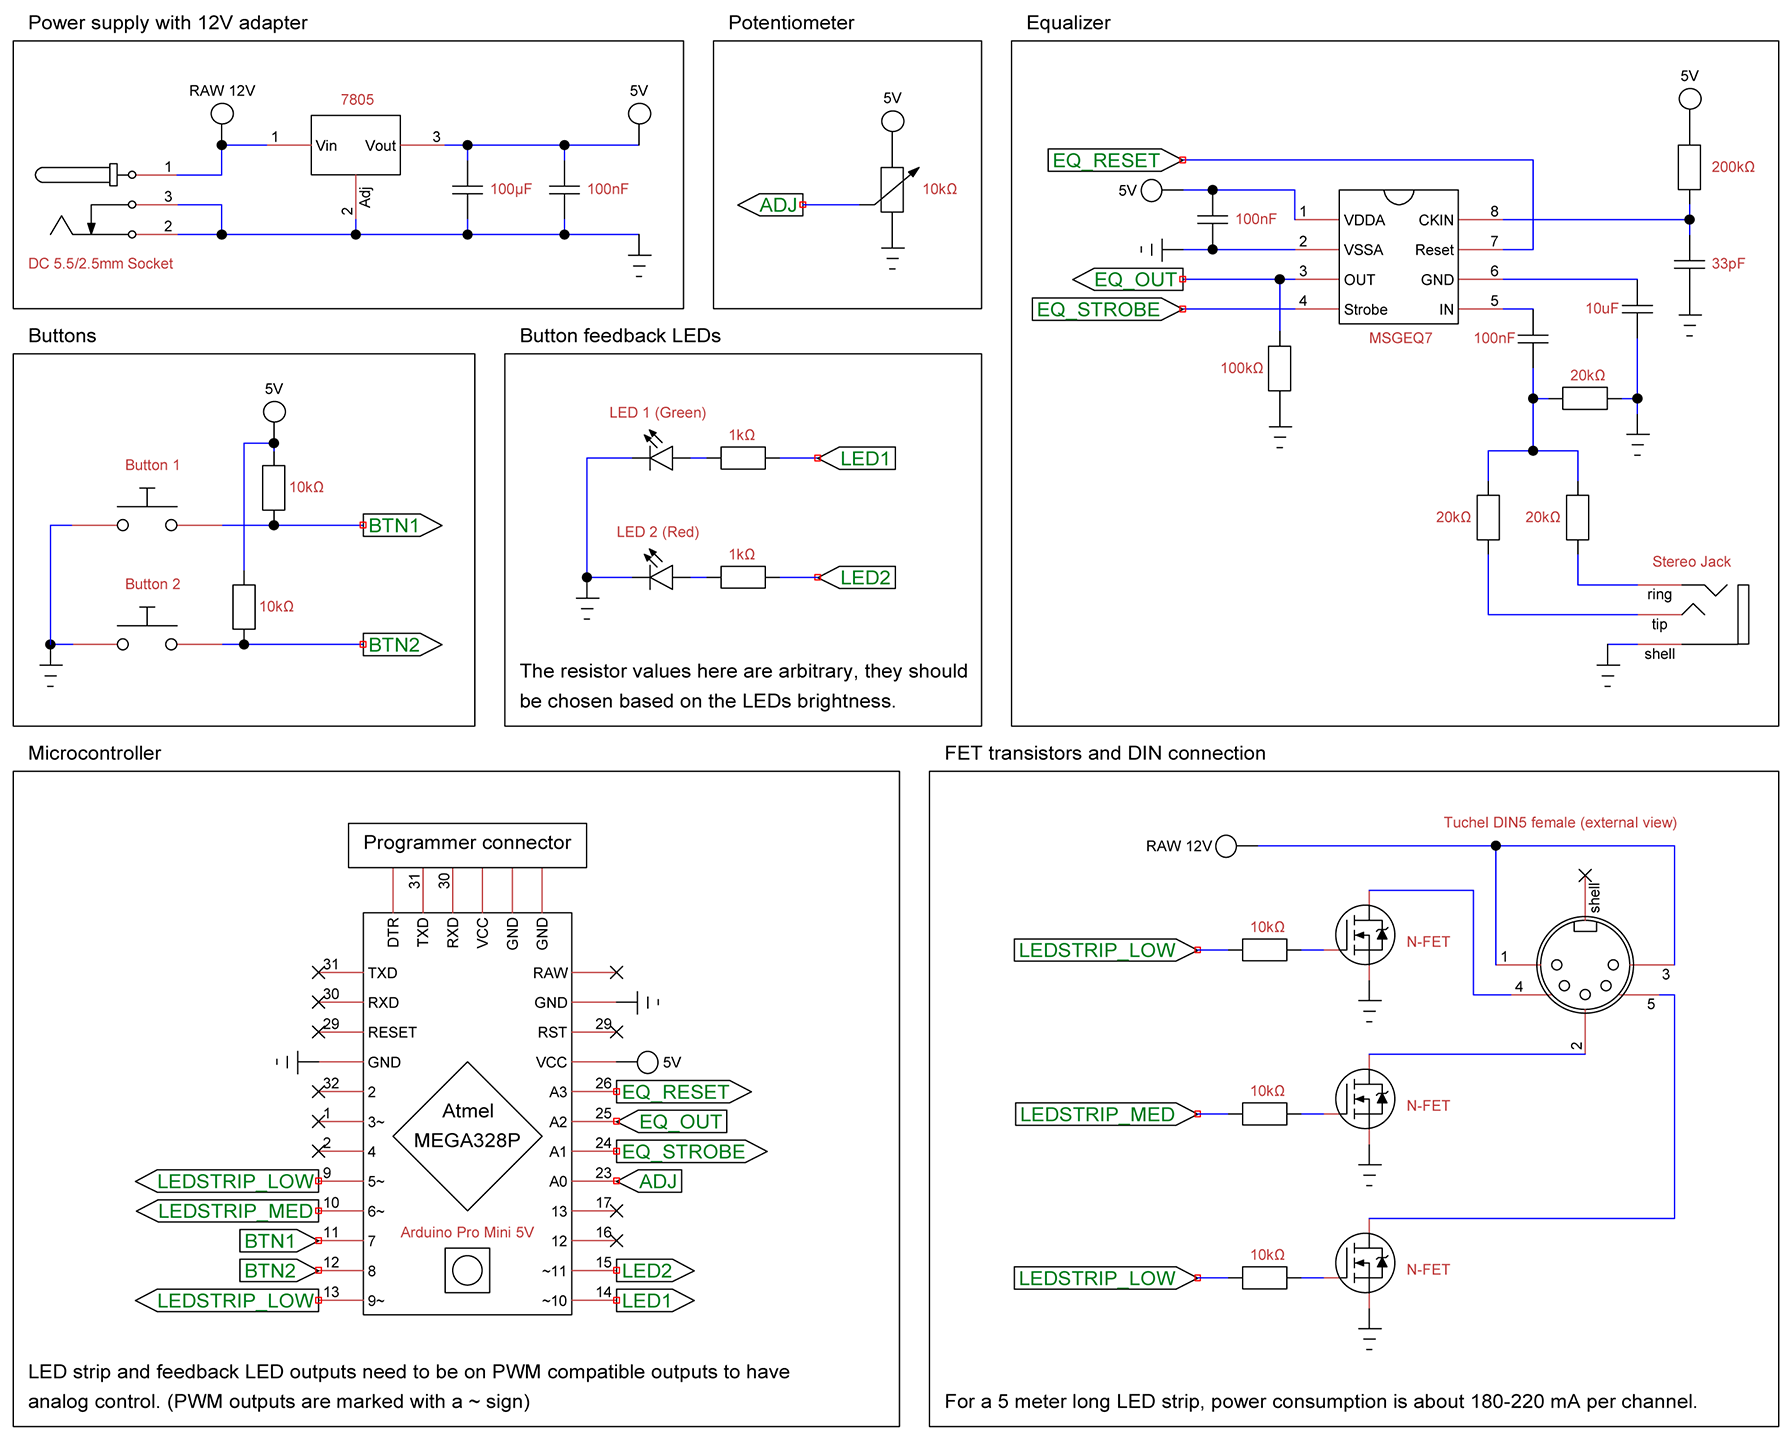 Power supply with 12V adapter
RAW 12V
7805
5V
1
Vin
Vout
3
Adj
2
100µF
100nF
1
3
2
DC 5.5/2.5mm Socket
Potentiometer
5V
10kΩ
ADJ
Equalizer
5V
200kΩ
33pF
EQ_RESET
5V
100nF
EQ_OUT
EQ_STROBE
100kΩ
1
2
3
4
VDDA
VSSA
OUT
Strobe
CKIN
Reset
GND
IN
8
7
6
5
MSGEQ7
10uF
100nF
20kΩ
20kΩ
20kΩ
Stereo Jack
ring
tip
shell
Buttons
5V
Button 1
10kΩ
BTN1
Button 2
10kΩ
BTN2
Button feedback LEDs
LED 1 (Green)
1kΩ
LED1
LED 2 (Red)
1kΩ
LED2
The resistor values here are arbitrary, they should
be chosen based on the LEDs brightness.
Microcontroller
Programmer connector
31
30
DTR
TXD
RXD
VCC
GND
GND
31
TXD
30
RXD
29
RESET
GND
32
2
1
3~
2
4
LEDSTRIP_LOW
9
5~
LEDSTRIP_MED
10
6~
BTN1
11
7
BTN2
12
8
LEDSTRIP_LOW
13
9~
Atmel
MEGA328P
Arduino Pro Mini 5V
RAW
GND
RST
29
VCC
5V
A3
26
EQ_RESET
A2
25
EQ_OUT
A1
24
EQ_STROBE
A0
23
ADJ
13
17
12
16
~11
15
LED2
~10
14
LED1
LED strip and feedback LED outputs need to be on PWM compatible outputs to have
analog control. (PWM outputs are marked with a ~ sign)
FET transistors and DIN connection
Tuchel DIN5 female (external view)
RAW 12V
shell
1
3
4
5
2
LEDSTRIP_LOW
10kΩ
N-FET
LEDSTRIP_MED
10kΩ
N-FET
LEDSTRIP_LOW
10kΩ
N-FET
For a 5 meter long LED strip, power consumption is about 180-220 mA per channel.